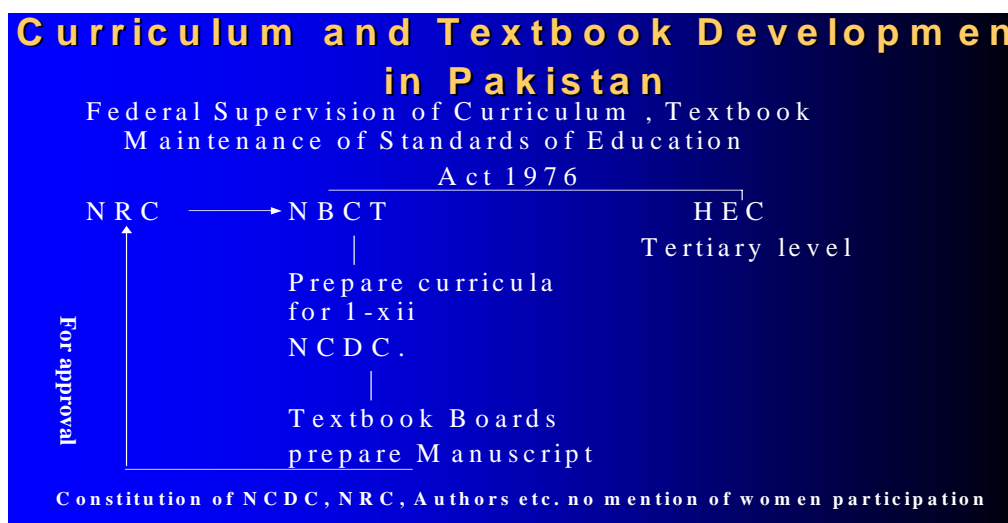 Curriculum and Textbook Developmen
in Pakistan
Federal Supervision of Curriculum , Textbook
Maintenance of Standards of Education
Act 1976
NRC NBCT HEC
Tertiary level
Prepare curricula
for 1-xii
NCDC.
For approval
Textbook Boards
prepare Manuscript
Constitution of NCDC, NRC, Authors etc. no mention of women participation